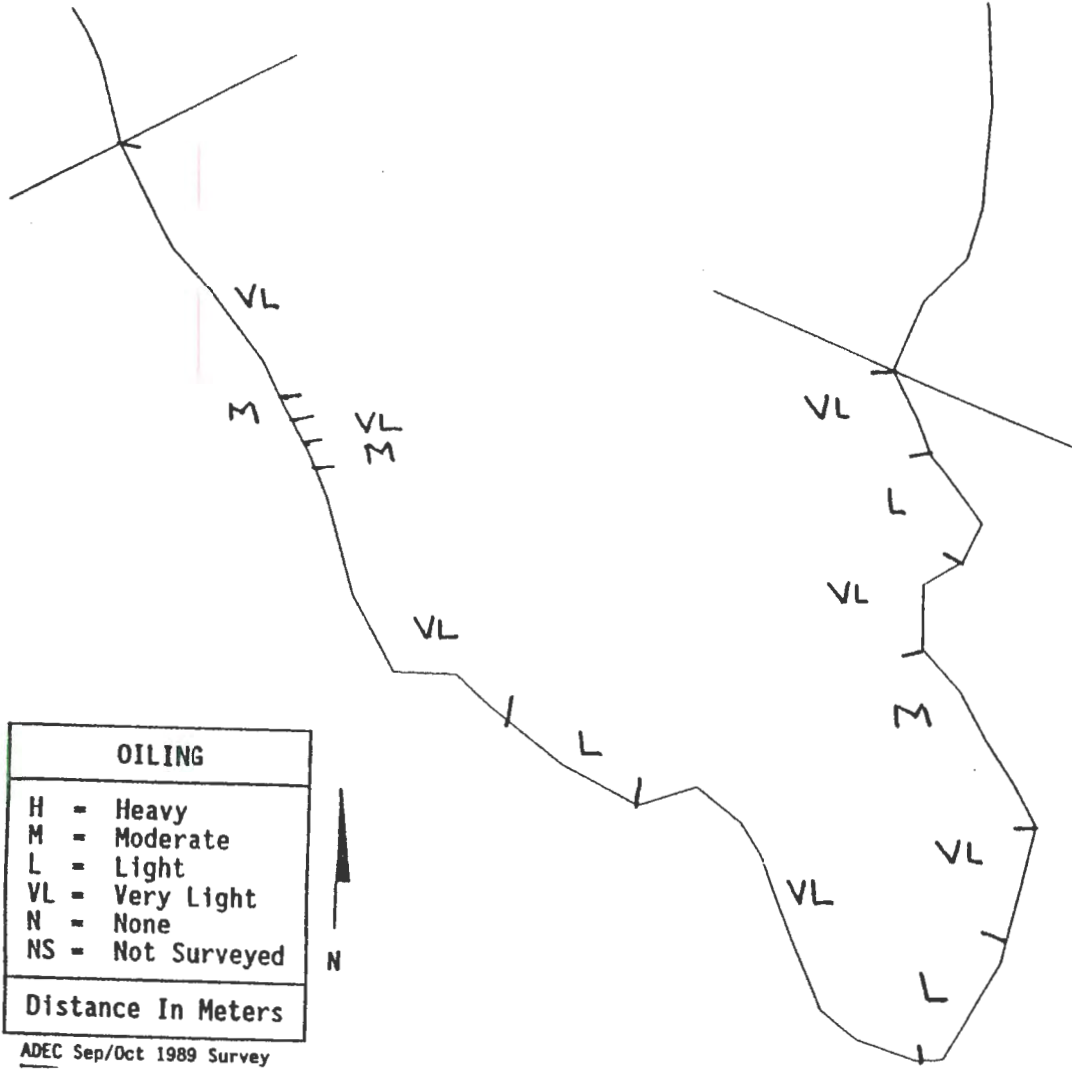 VL
M
VL
M
VL
L
VL
VL
L
VL
M
VL
L
OILING
H = Heavy
M = Moderate
L = Light
VL = Very Light
N = None
NS = Not Surveyed
Distance In Meters
ADEC Sep/Oct 1989 Survey
N